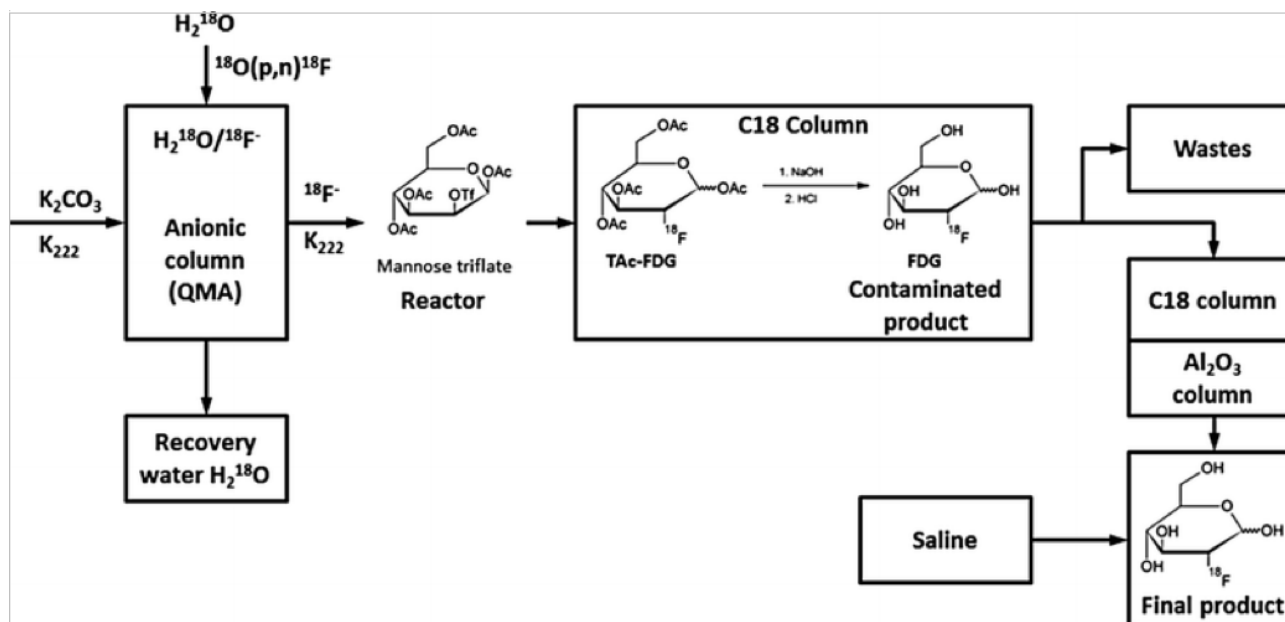 H₂¹⁸O
¹⁸O(p,n)¹⁸F
H₂¹⁸O/¹⁸F⁻
Anionic
column
(QMA)
K₂CO₃
K₂₂₂
¹⁸F⁻
K₂₂₂
Recovery
water H₂¹⁸O
OAc
O
OAc
OAc
OTf
OAc
Mannose triflate
Reactor
C18 Column
OAc
O
OAc
OAc
OAc
¹⁸F
TAc-FDG
1. NaOH
2. HCl
OH
O
OH
OH
OH
¹⁸F
FDG
Contaminated
product
Wastes
C18 column
Al₂O₃
column
Saline
OH
O
OH
OH
OH
¹⁸F
Final product